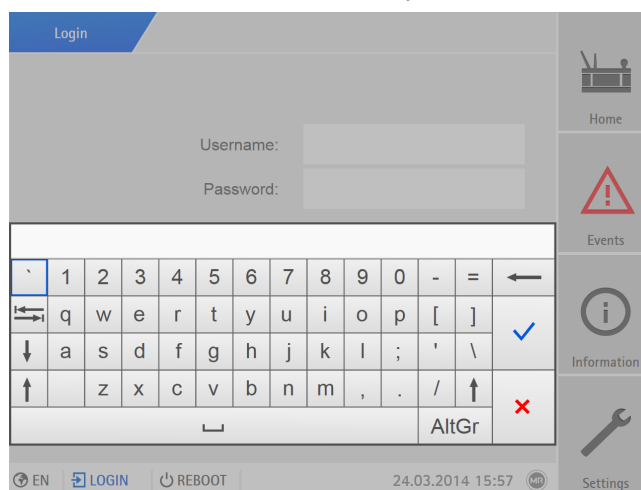 Login
Home
Username:
Password:
Events
` 1 2 3 4 5 6 7 8 9 0 - =
q w e r t y u i o p [ ]
a s d f g h j k l ; ' \
z x c v b n m , . /
AltGr
Information
EN LOGIN REBOOT 24.03.2014 15:57 MR
Settings